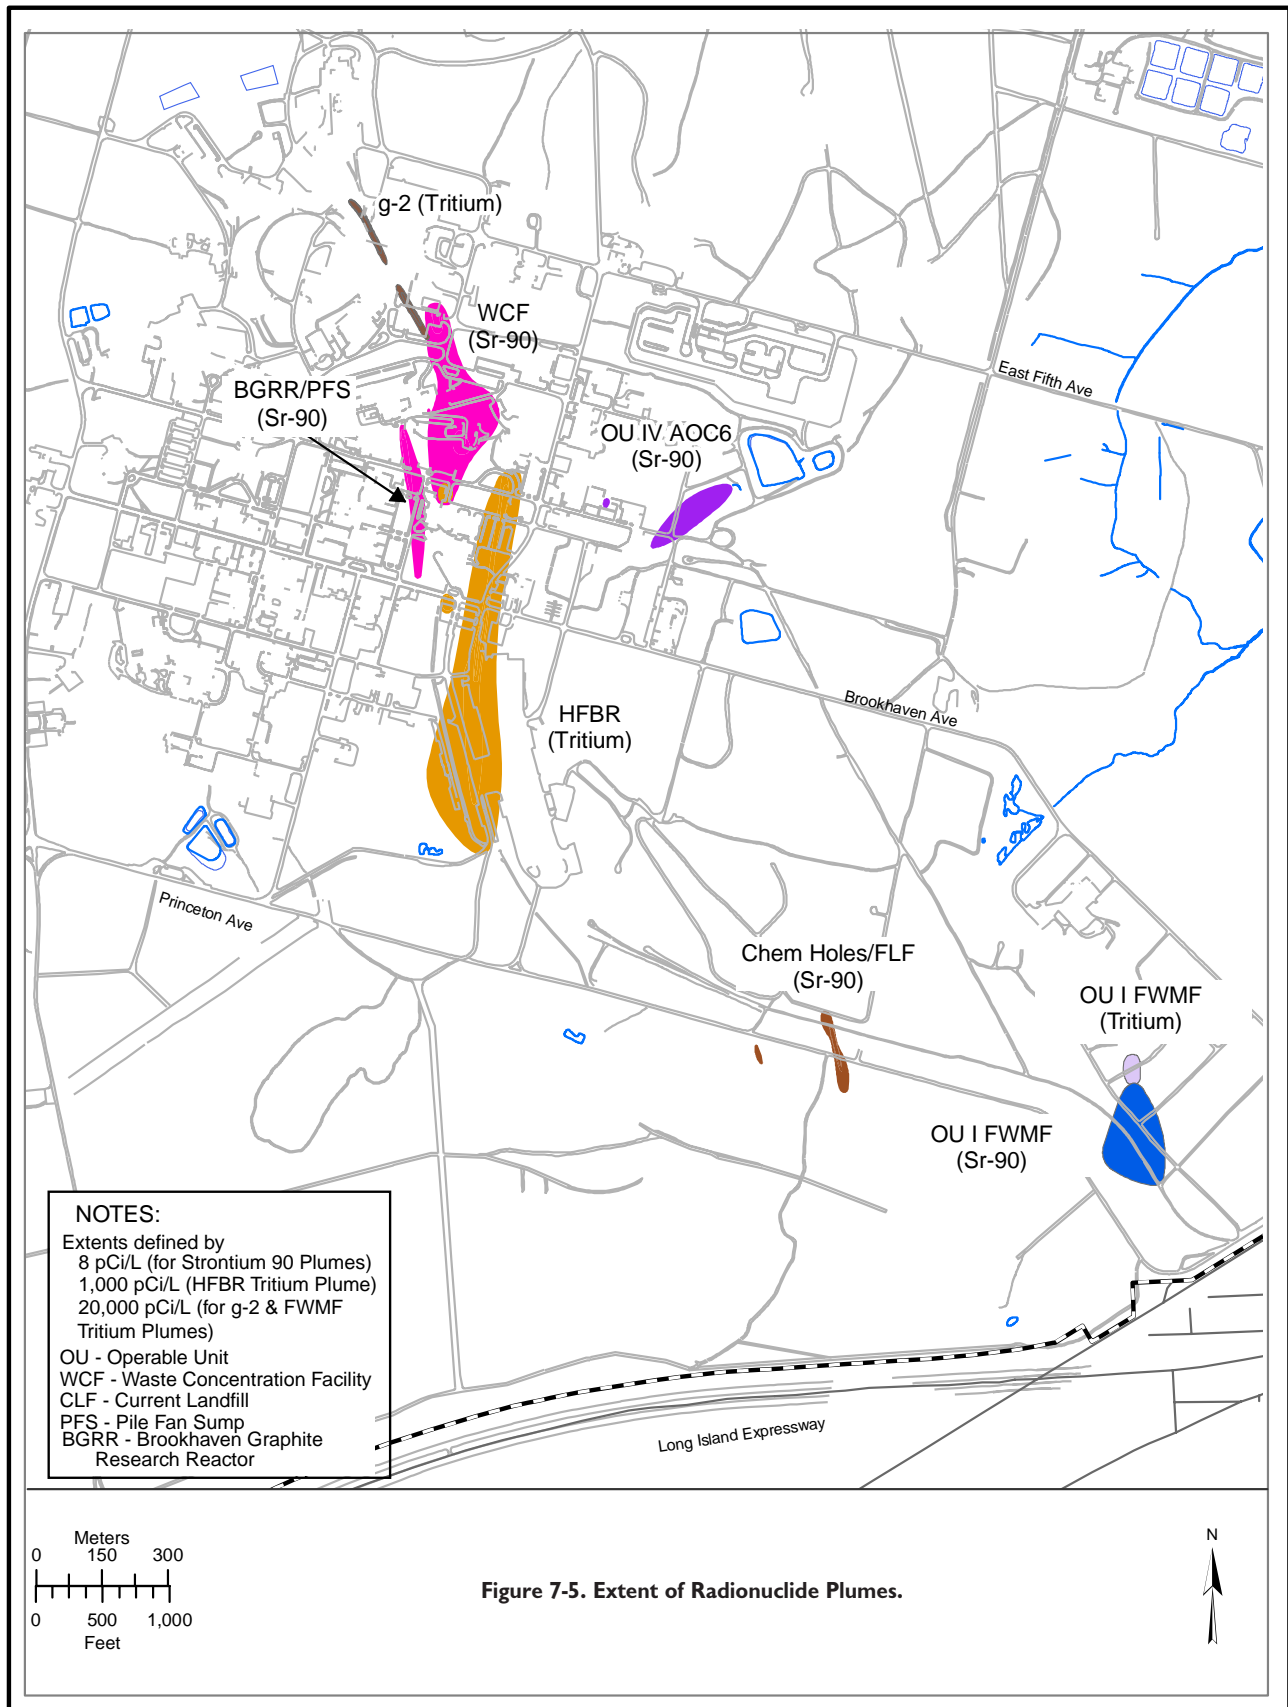 g-2 (Tritium)
WCF
(Sr-90)
BGRR/PFS
(Sr-90)
East Fifth Ave
OU IV AOC6
(Sr-90)
Brookhaven Ave
HFBR
(Tritium)
Princeton Ave
Chem Holes/FLF
(Sr-90)
OU I FWMF
(Tritium)
OU I FWMF
(Sr-90)
NOTES:
Extents defined by
8 pCi/L (for Strontium 90 Plumes)
1,000 pCi/L (HFBR Tritium Plume)
20,000 pCi/L (for g-2 & FWMF
Tritium Plumes)
OU - Operable Unit
WCF - Waste Concentration Facility
CLF - Current Landfill
PFS - Pile Fan Sump
BGRR - Brookhaven Graphite
Research Reactor
Long Island Expressway
Meters
0 150 300
0 500 1,000
Feet
Figure 7-5. Extent of Radionuclide Plumes.
N